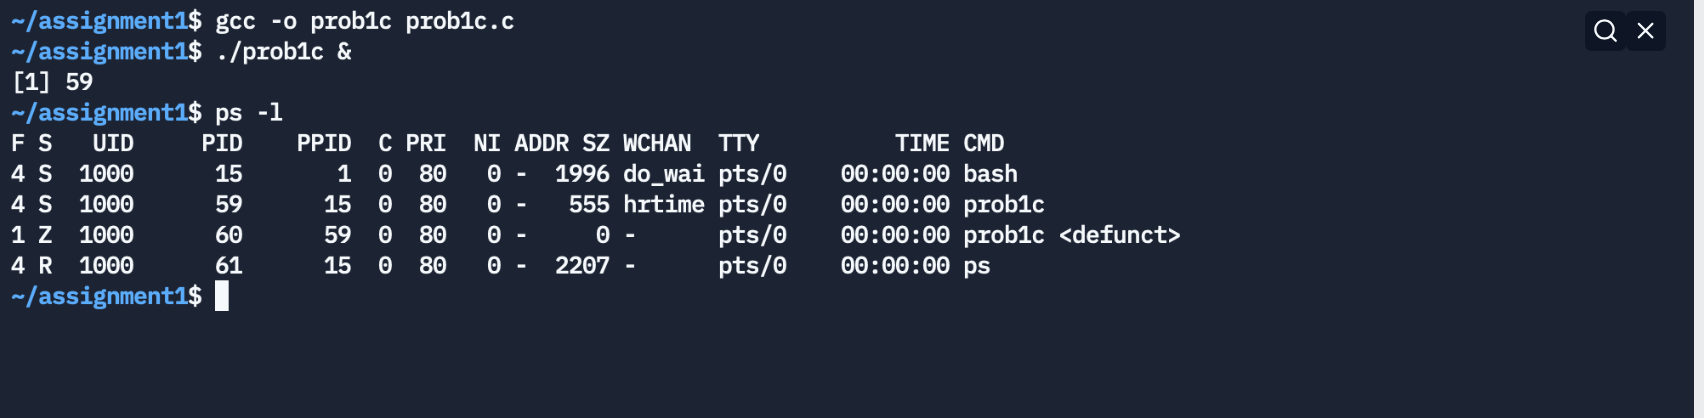 ~/assignment1$ gcc -o prob1c prob1c.c
~/assignment1$ ./prob1c &
[1] 59
~/assignment1$ ps -l
F S   UID     PID    PPID  C PRI  NI ADDR SZ WCHAN  TTY          TIME CMD
4 S  1000      15       1  0  80   0 -  1996 do_wai pts/0    00:00:00 bash
4 S  1000      59      15  0  80   0 -   555 hrtime pts/0    00:00:00 prob1c
1 Z  1000      60      59  0  80   0 -     0 -      pts/0    00:00:00 prob1c <defunct>
4 R  1000      61      15  0  80   0 -  2207 -      pts/0    00:00:00 ps
~/assignment1$